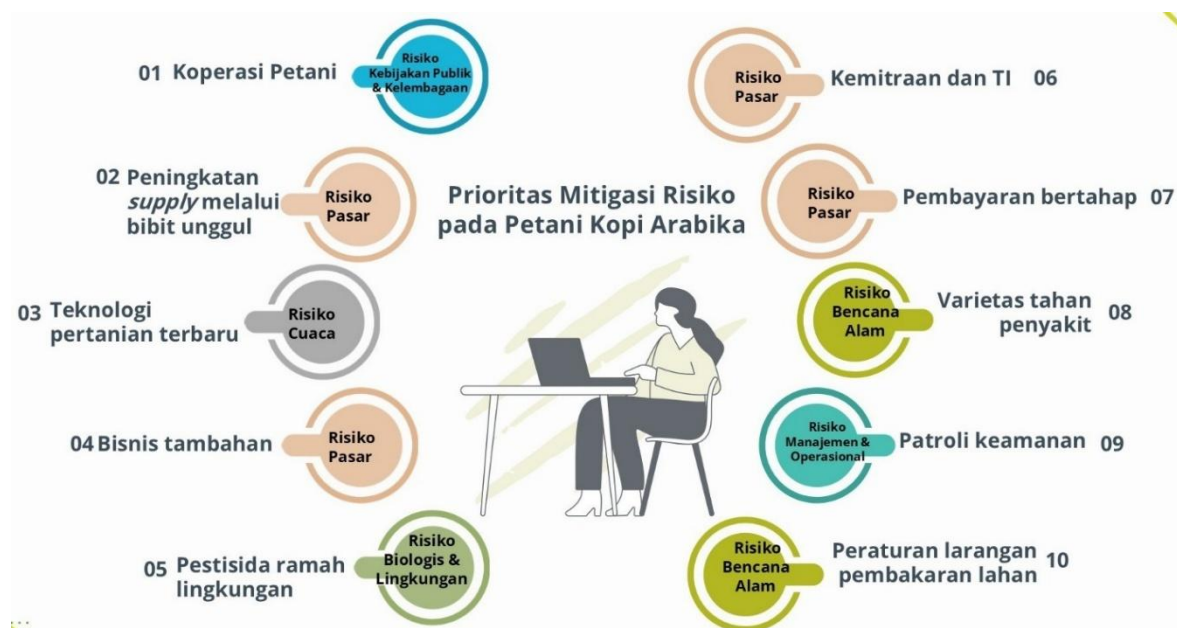 01 Koperasi Petani
Risiko
Kebijakan Publik
& Kelembagaan
02 Peningkatan
supply melalui
bibit unggul
Risiko
Pasar
03 Teknologi
pertanian terbaru
Risiko
Cuaca
04 Bisnis tambahan
Risiko
Pasar
05 Pestisida ramah
lingkungan
Risiko
Biologis &
Lingkungan
Prioritas Mitigasi Risiko
pada Petani Kopi Arabika
Risiko
Pasar
Kemitraan dan TI 06
Risiko
Pasar
Pembayaran bertahap 07
Risiko
Bencana
Alam
Varietas tahan
penyakit 08
Risiko
Manajemen &
Operasional
Patroli keamanan 09
Risiko
Bencana
Alam
Peraturan larangan
pembakaran lahan 10